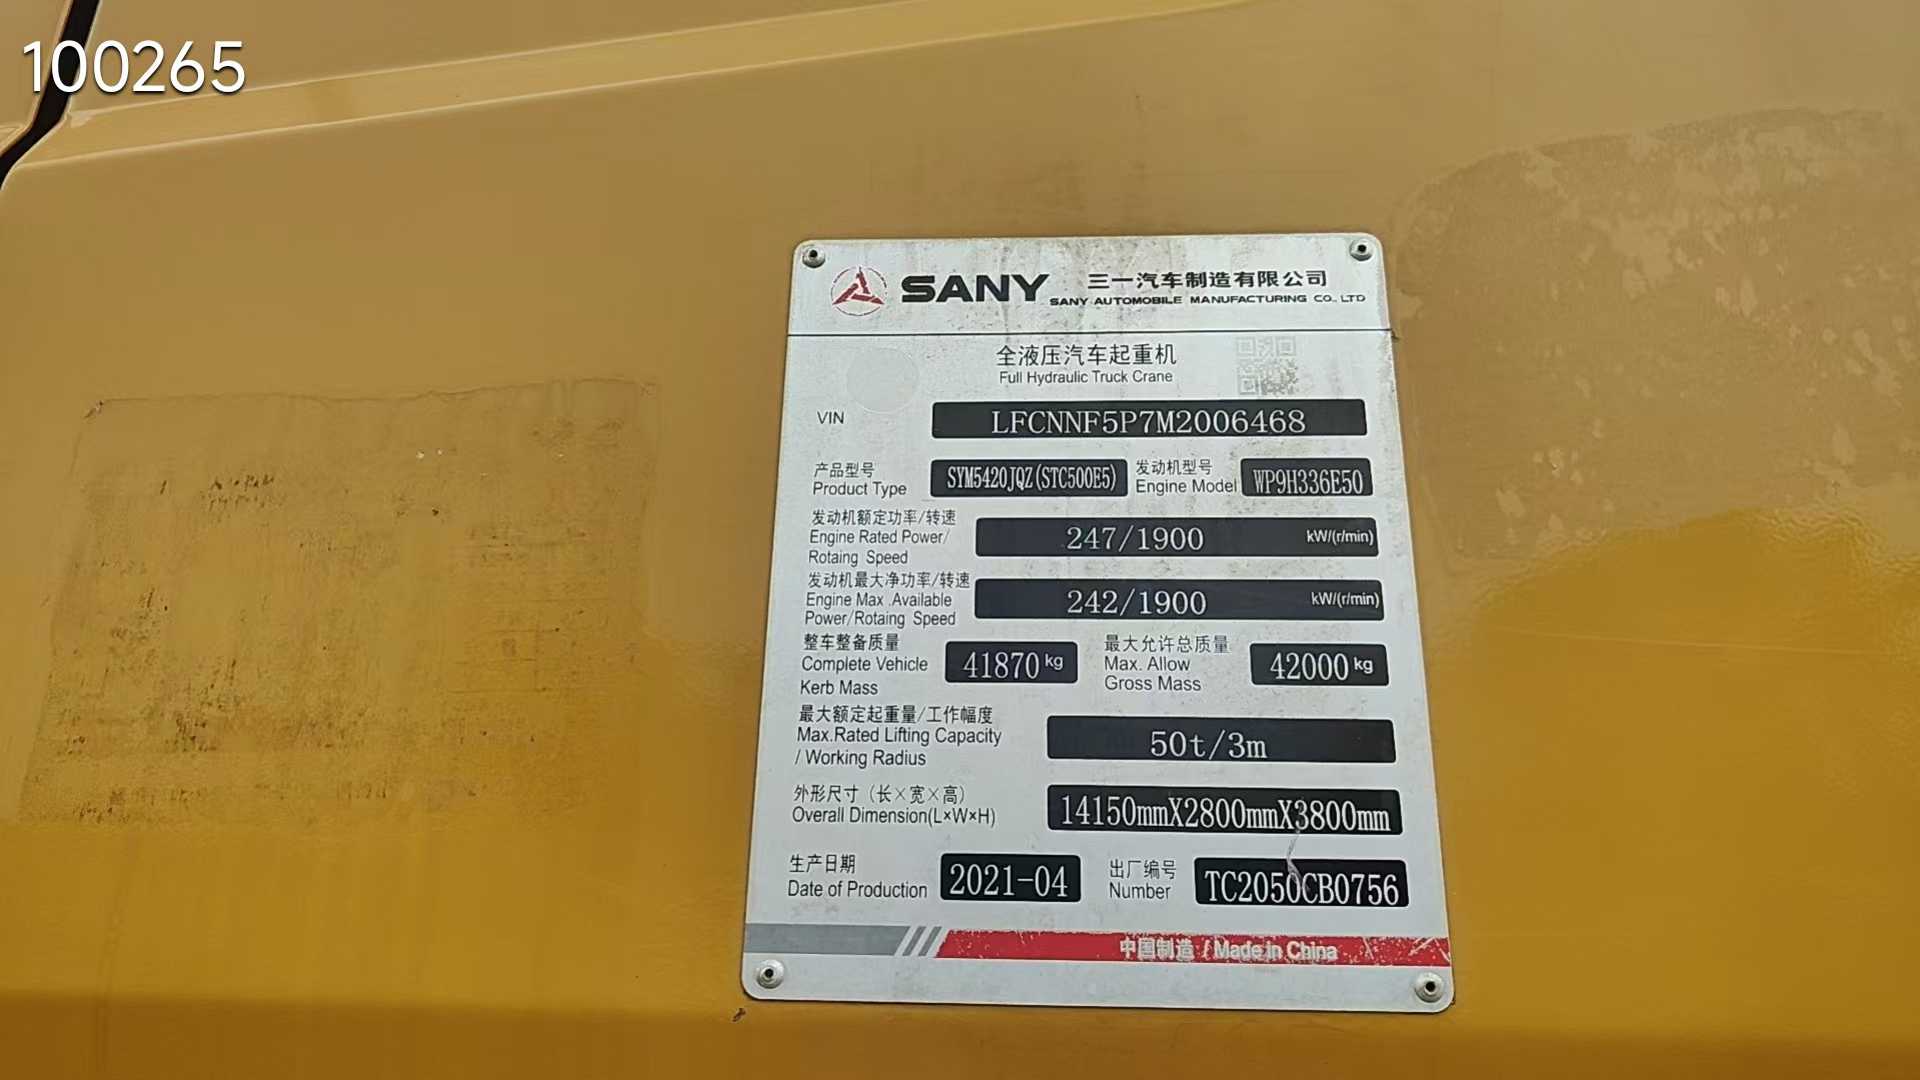 100265
SANY 三一汽车制造有限公司
SANY AUTOMOBILE MANUFACTURING CO., LTD
全液压汽车起重机
Full Hydraulic Truck Crane
VIN LFCNNF5P7M2006468
产品型号 SYM5420JQZ(STC500E5) 发动机型号 WP9H336E50
Product Type Engine Model
发动机额定功率/转速
Engine Rated Power/ 247/1900 kW/(r/min)
Rotaing Speed
发动机最大净功率/转速
Engine Max .Available 242/1900 kW/(r/min)
Power/Rotaing Speed
整车整备质量 最大允许总质量
Complete Vehicle 41870 kg Max. Allow 42000 kg
Kerb Mass Gross Mass
最大额定起重量/工作幅度
Max.Rated Lifting Capacity 50t/3m
/ Working Radius
外形尺寸（长×宽×高）
Overall Dimension(L×W×H) 14150mmX2800mmX3800mm
生产日期 2021-04 出厂编号 TC2050CB0756
Date of Production Number
中国制造 / Made in China